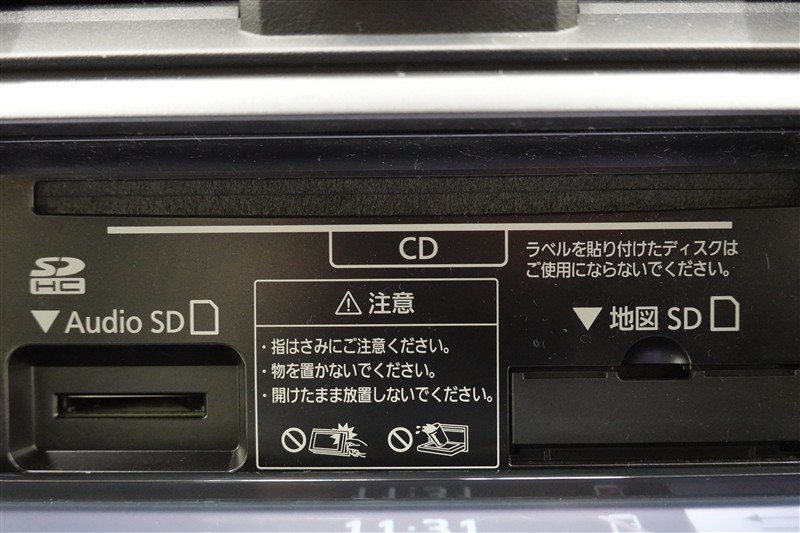 CD
ラベルを貼り付けたディスクは
ご使用にならないでください。
SD
HC
▼Audio SD
⚠注意
・指はさみにご注意ください。
・物を置かないでください。
・開けたまま放置しないでください。
▼地図 SD
11:31